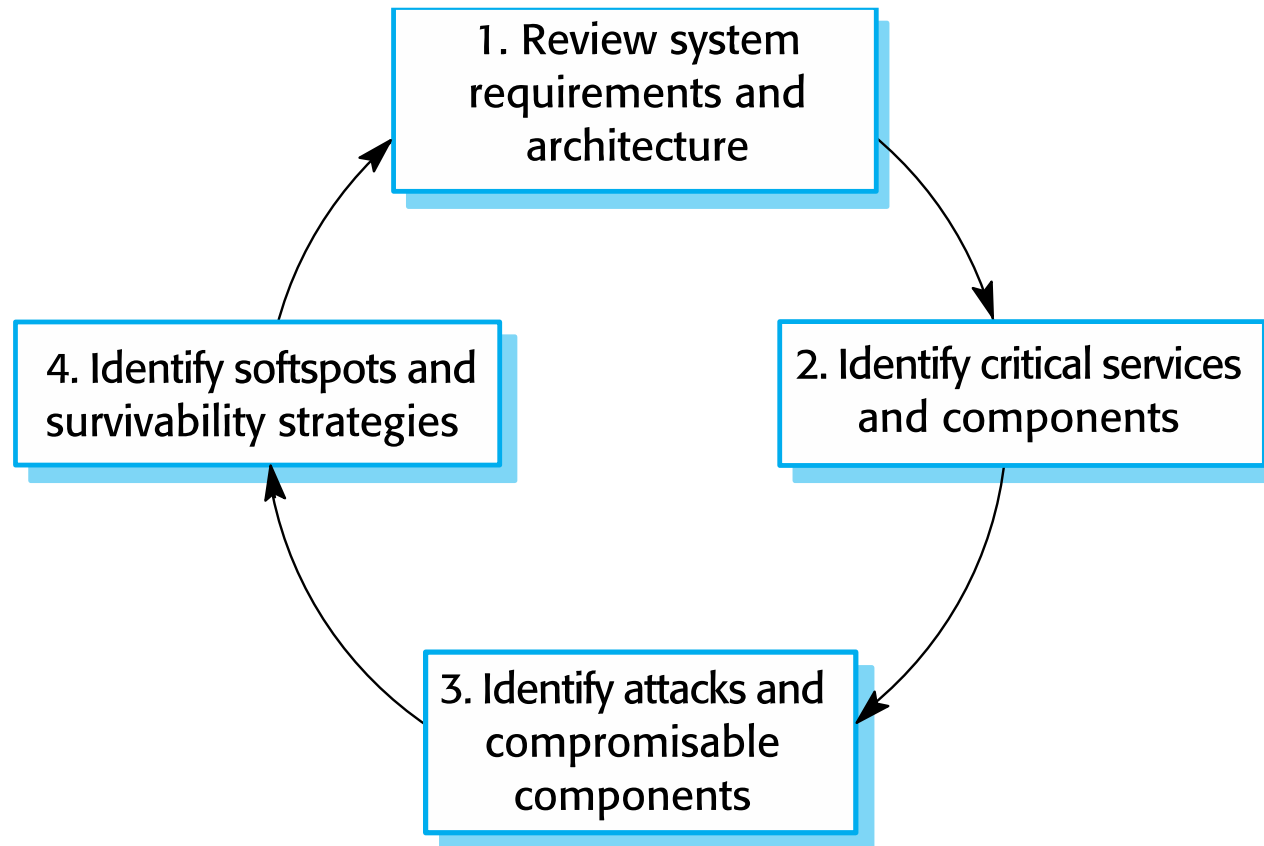 1. Review system
requirements and
architecture
2. Identify critical services
and components
3. Identify attacks and
compromisable
components
4. Identify softspots and
survivability strategies